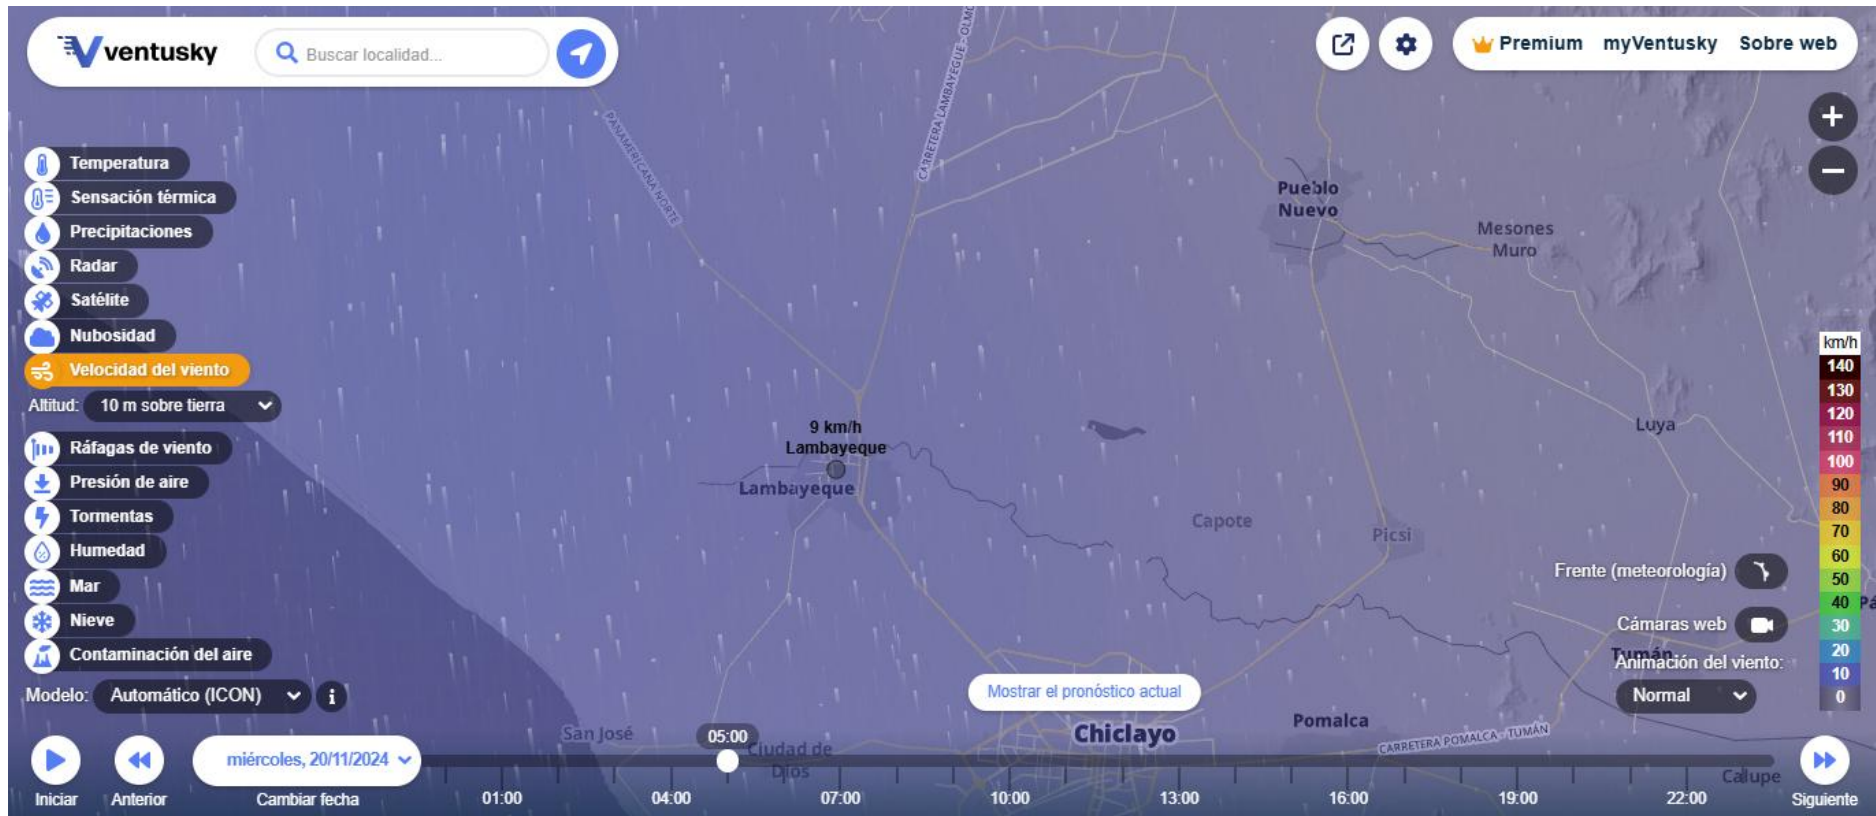 ventusky
Buscar localidad...
Premium
myVentusky
Sobre web
PANAMERICANA NORTE
CARRETERA LAMBAYEQUE - OLMO
Temperatura
Sensación térmica
Precipitaciones
Radar
Satélite
Nubosidad
Velocidad del viento
Altitud: 10 m sobre tierra
Ráfagas de viento
Presión de aire
Tormentas
Humedad
Mar
Nieve
Contaminación del aire
Modelo: Automático (ICON)
i
Pueblo
Nuevo
Mesones
Muro
Luya
9 km/h
Lambayeque
Lambayeque
Capote
Picsi
km/h
140
130
120
110
100
90
80
70
60
50
40
30
20
10
0
Pá
Frente (meteorología)
Cámaras web
Tumán
Animación del viento:
Normal
Mostrar el pronóstico actual
San José
Ciudad de
Dios
Chiclayo
Pomalca
CARRETERA POMALCA - TUMÁN
Calupe
05:00
miércoles, 20/11/2024
Iniciar
Anterior
Cambiar fecha
01:00
04:00
07:00
10:00
13:00
16:00
19:00
22:00
Siguiente